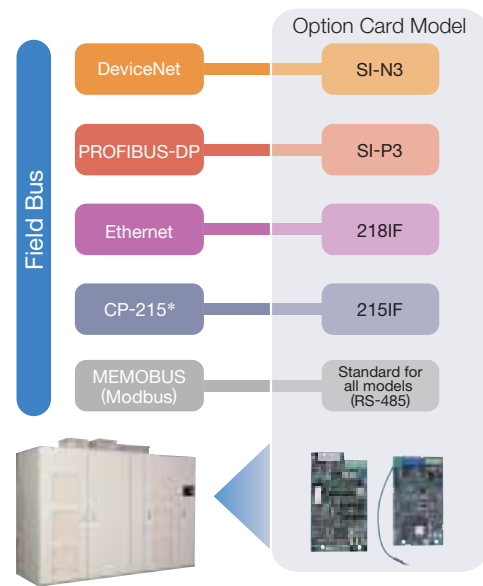 Option Card Model
Field Bus
DeviceNet
SI-N3
PROFIBUS-DP
SI-P3
Ethernet
218IF
CP-215*
215IF
MEMOBUS
(Modbus)
Standard for
all models
(RS-485)